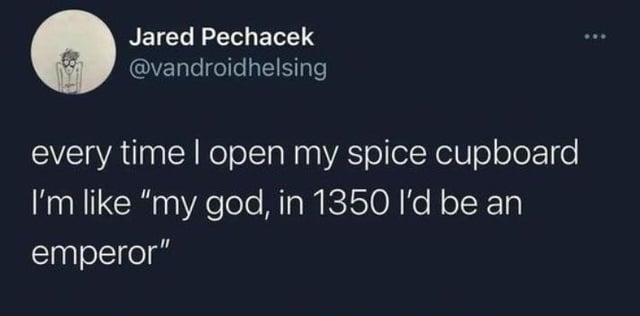 Jared Pechacek
@vandroidhelsing
every time I open my spice cupboard
I'm like "my god, in 1350 I'd be an
emperor"